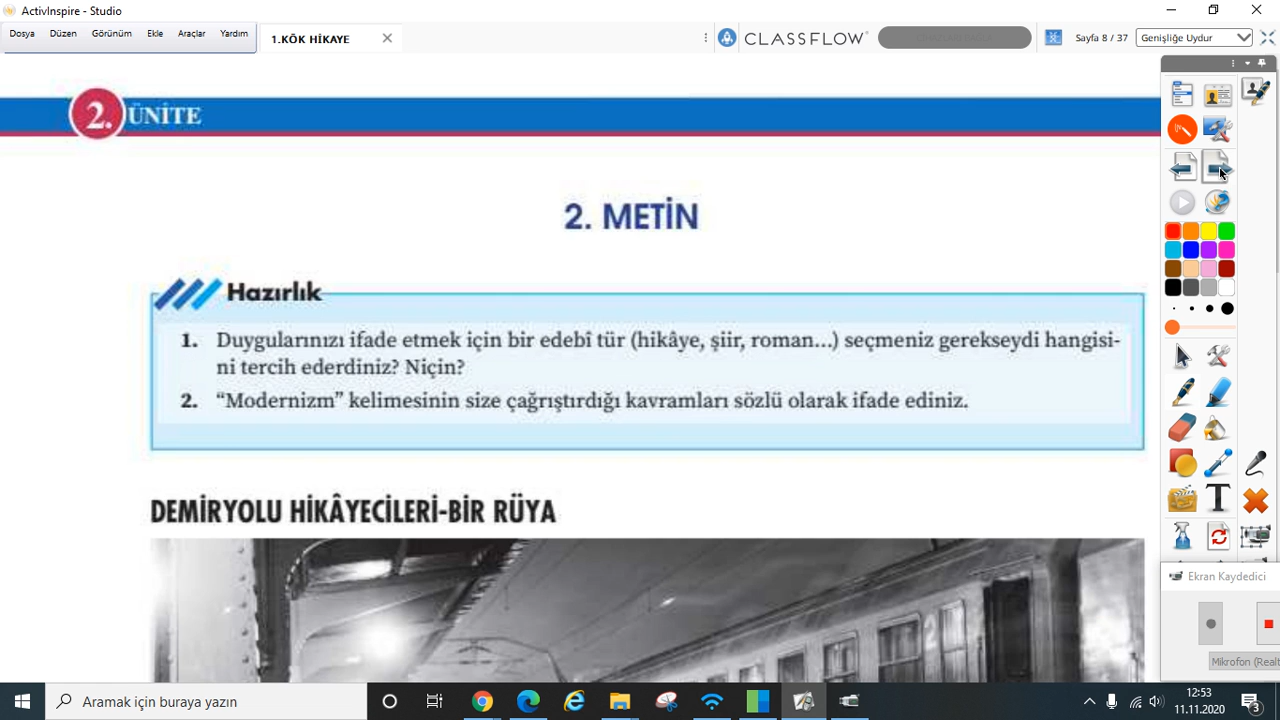 ActivInspire - Studio
Dosya Düzen Görünüm Ekle Araçlar Yardım
1.KÖK HİKAYE
CLASSFLOW
Sayfa 8 / 37
Genişliğe Uydur
2. ÜNİTE
2. METİN
Hazırlık
1. Duygularınızı ifade etmek için bir edebî tür (hikâye, şiir, roman...) seçmeniz gerekseydi hangisi-
ni tercih ederdiniz? Niçin?
2. “Modernizm” kelimesinin size çağrıştırdığı kavramları sözlü olarak ifade ediniz.
DEMİRYOLU HİKÂYECİLERİ-BİR RÜYA
Ekran Kaydedici
Mikrofon (Realt
Aramak için buraya yazın
12:53
11.11.2020
3